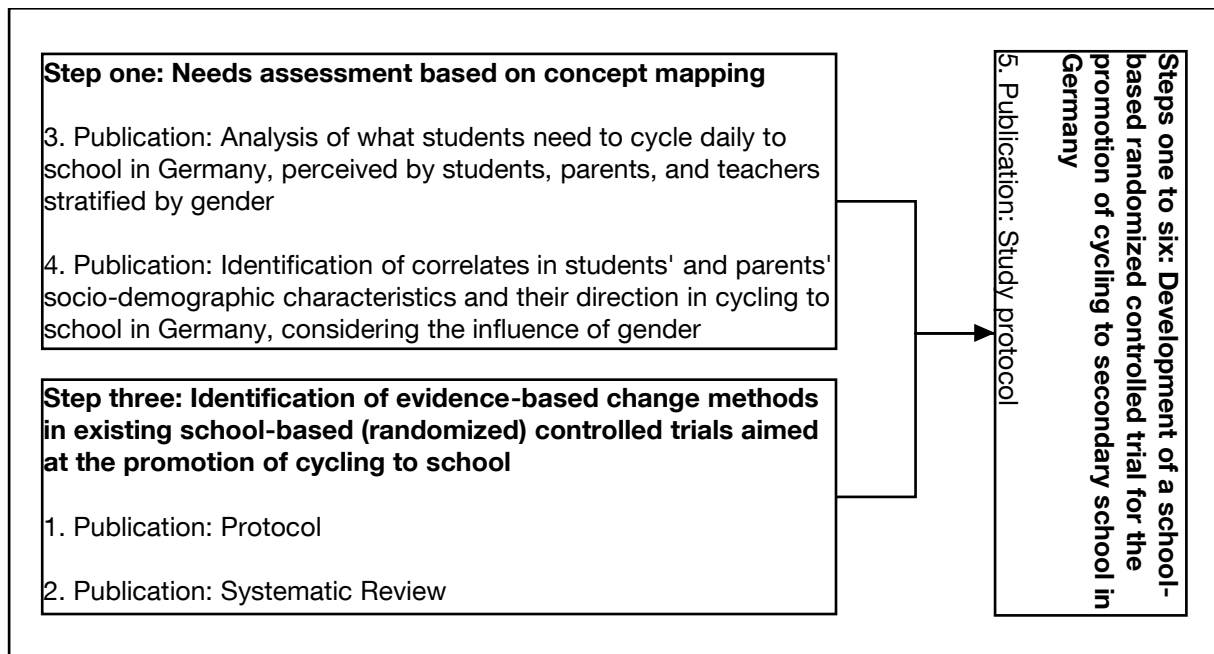 Step one: Needs assessment based on concept mapping
3. Publication: Analysis of what students need to cycle daily to
school in Germany, perceived by students, parents, and teachers
stratified by gender
4. Publication: Identification of correlates in students' and parents'
socio-demographic characteristics and their direction in cycling to
school in Germany, considering the influence of gender
Step three: Identification of evidence-based change methods
in existing school-based (randomized) controlled trials aimed
at the promotion of cycling to school
1. Publication: Protocol
2. Publication: Systematic Review
Steps one to six: Development of a school-
based randomized controlled trial for the
promotion of cycling to secondary school in
Germany
5. Publication: Study protocol